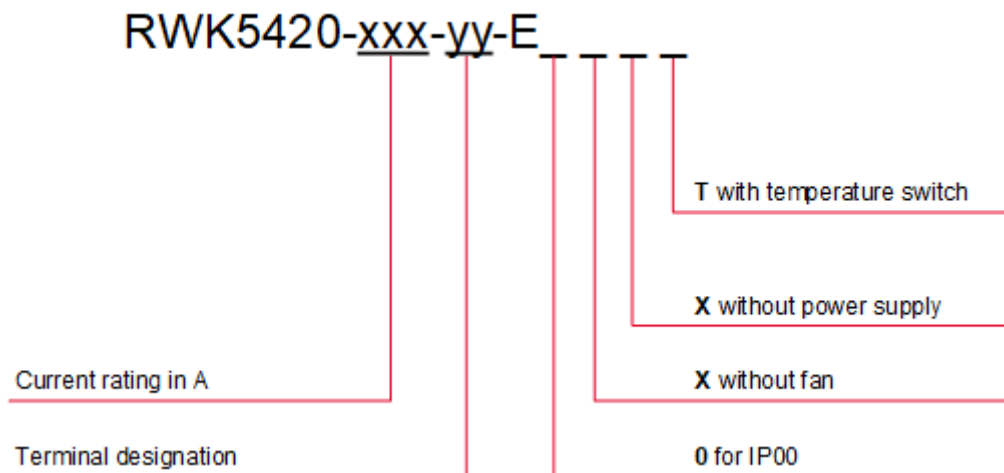 RWK5420-xxx-yy-E_ _ _ _
T with temperature switch
X without power supply
Current rating in A
X without fan
Terminal designation
0 for IP00